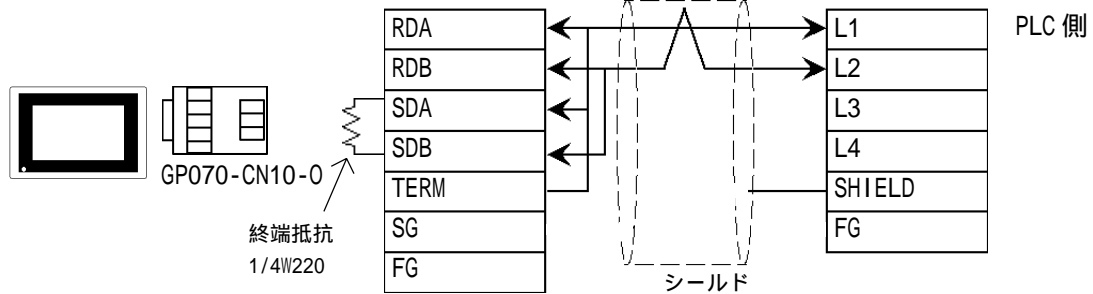 RDA
RDB
SDA
SDB
TERM
SG
FG
L1
L2
L3
L4
SHIELD
FG
PLC 側
GP070-CN10-O
終端抵抗
1/4W220
シールド